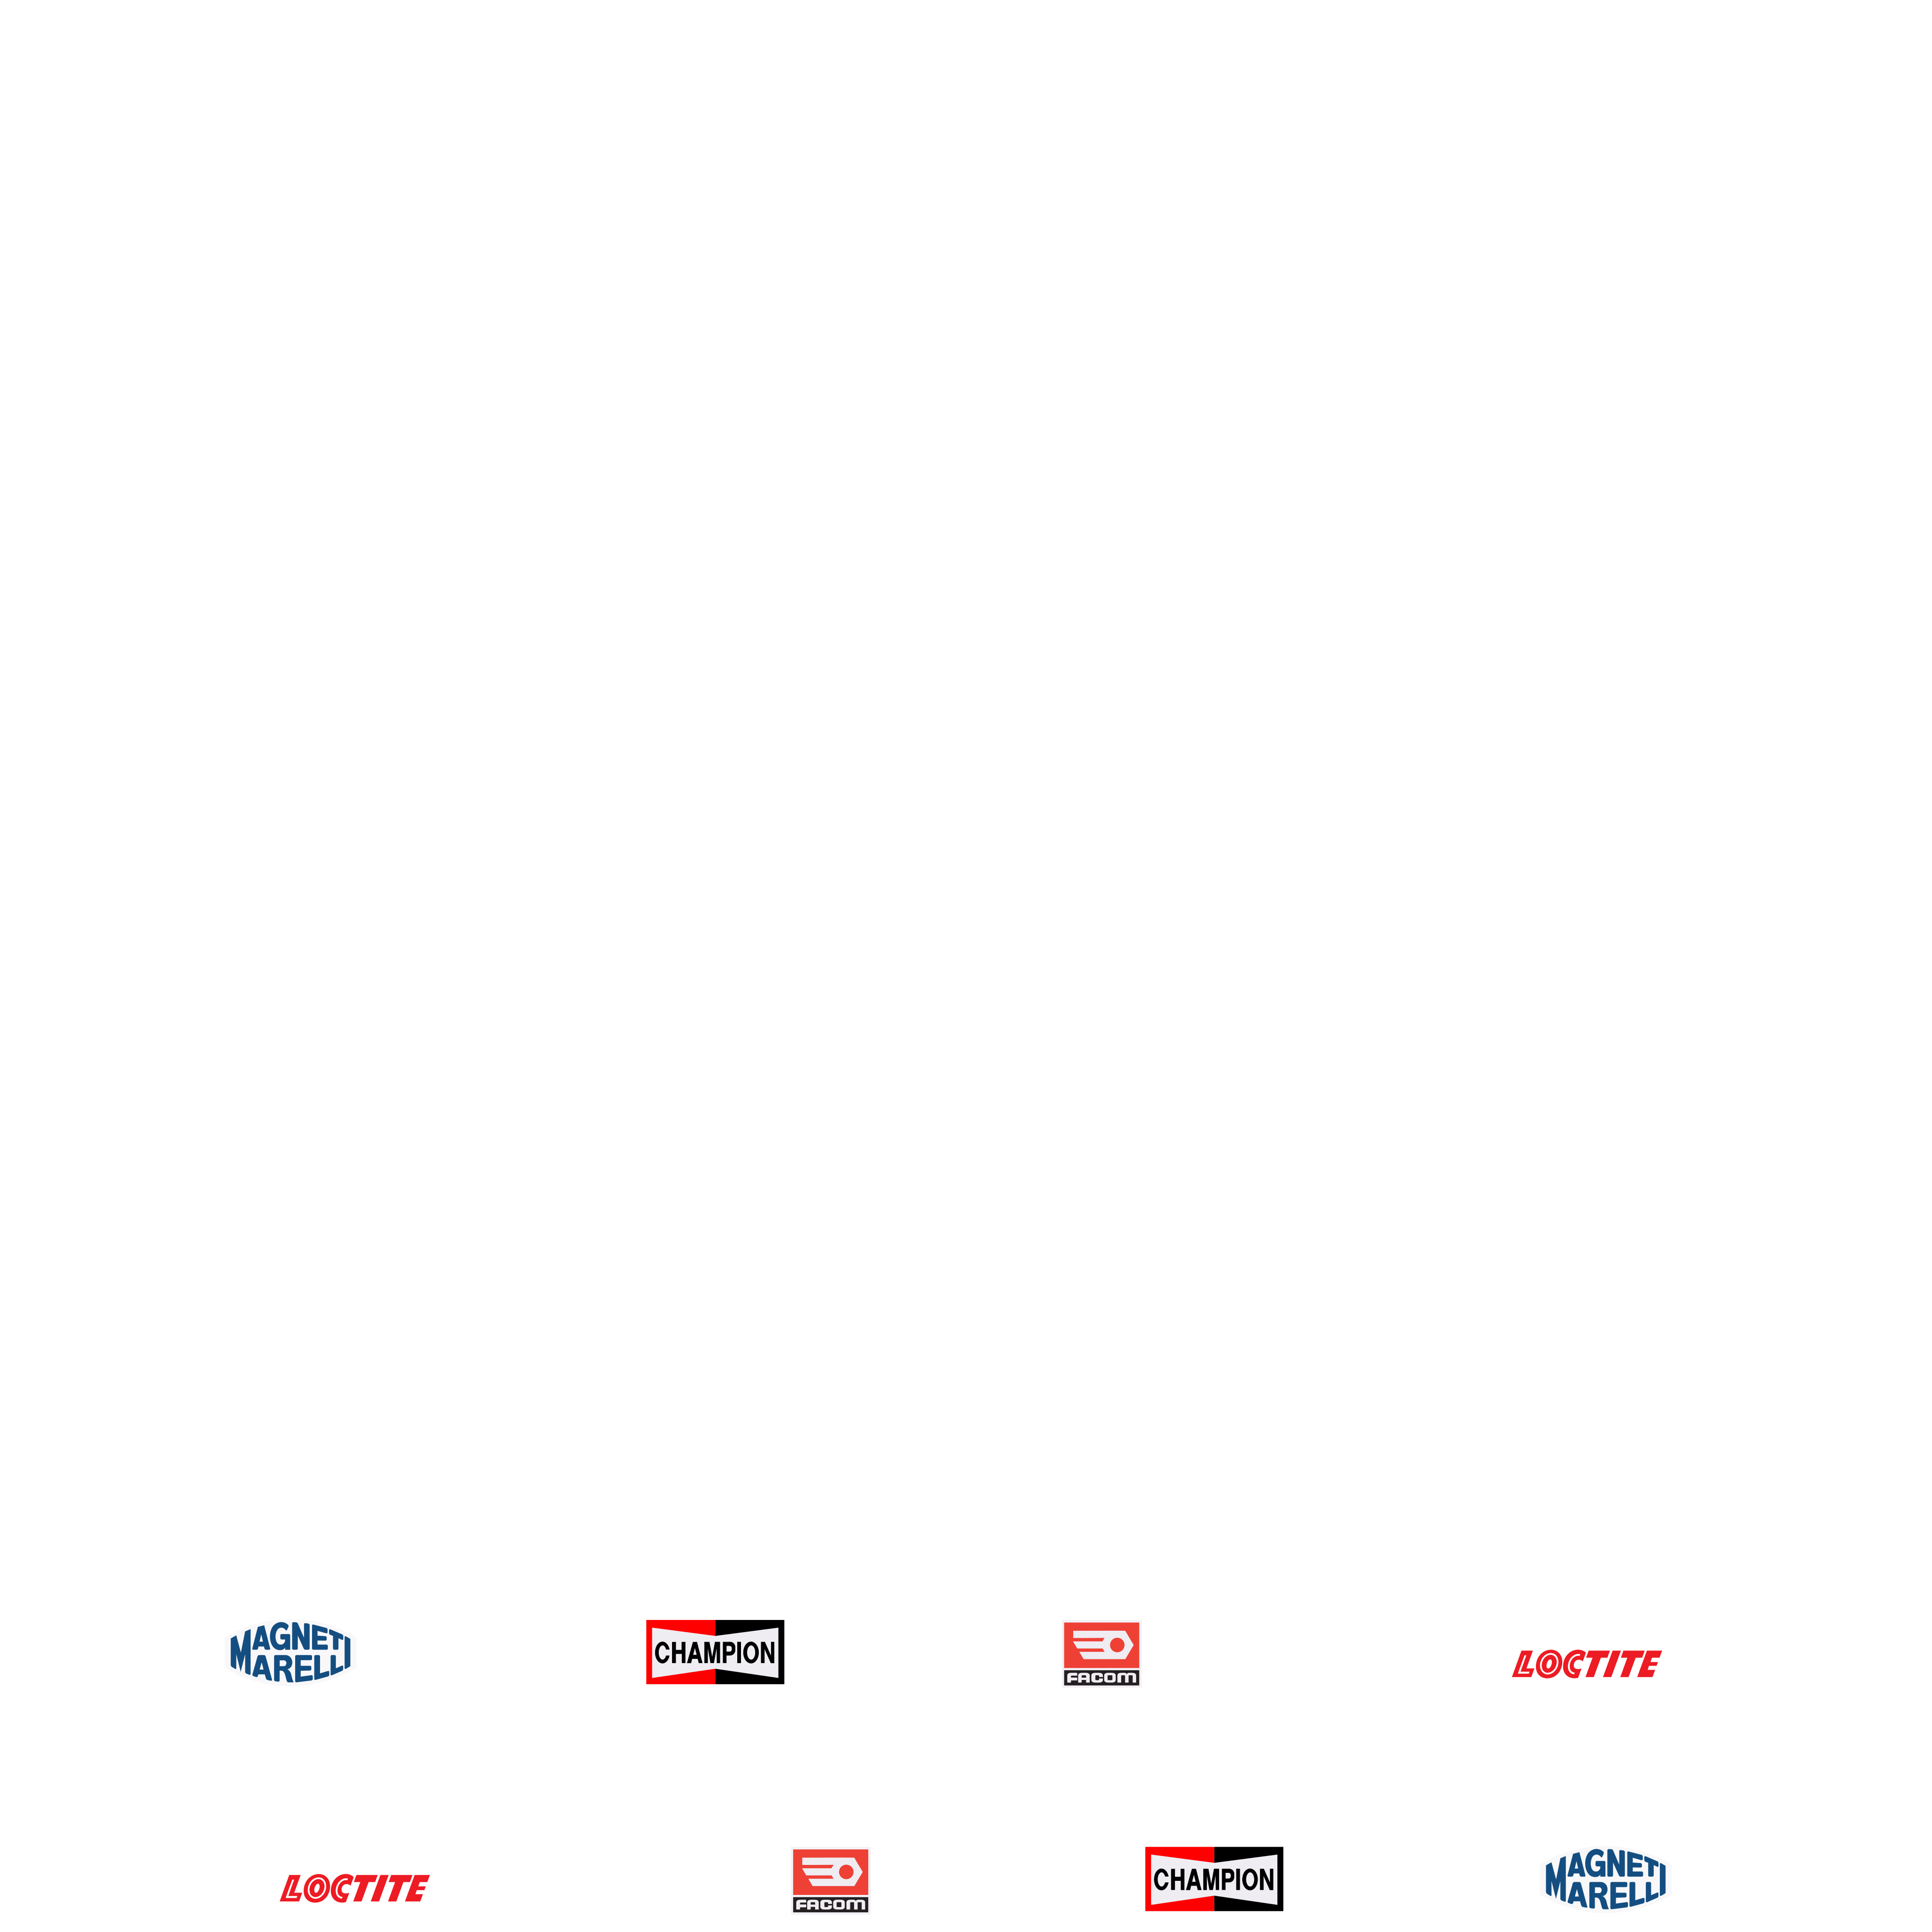 MAGNETI
MARELLI
CHAMPION
FACOM
LOCTITE
LOCTITE
FACOM
CHAMPION
MAGNETI
MARELLI